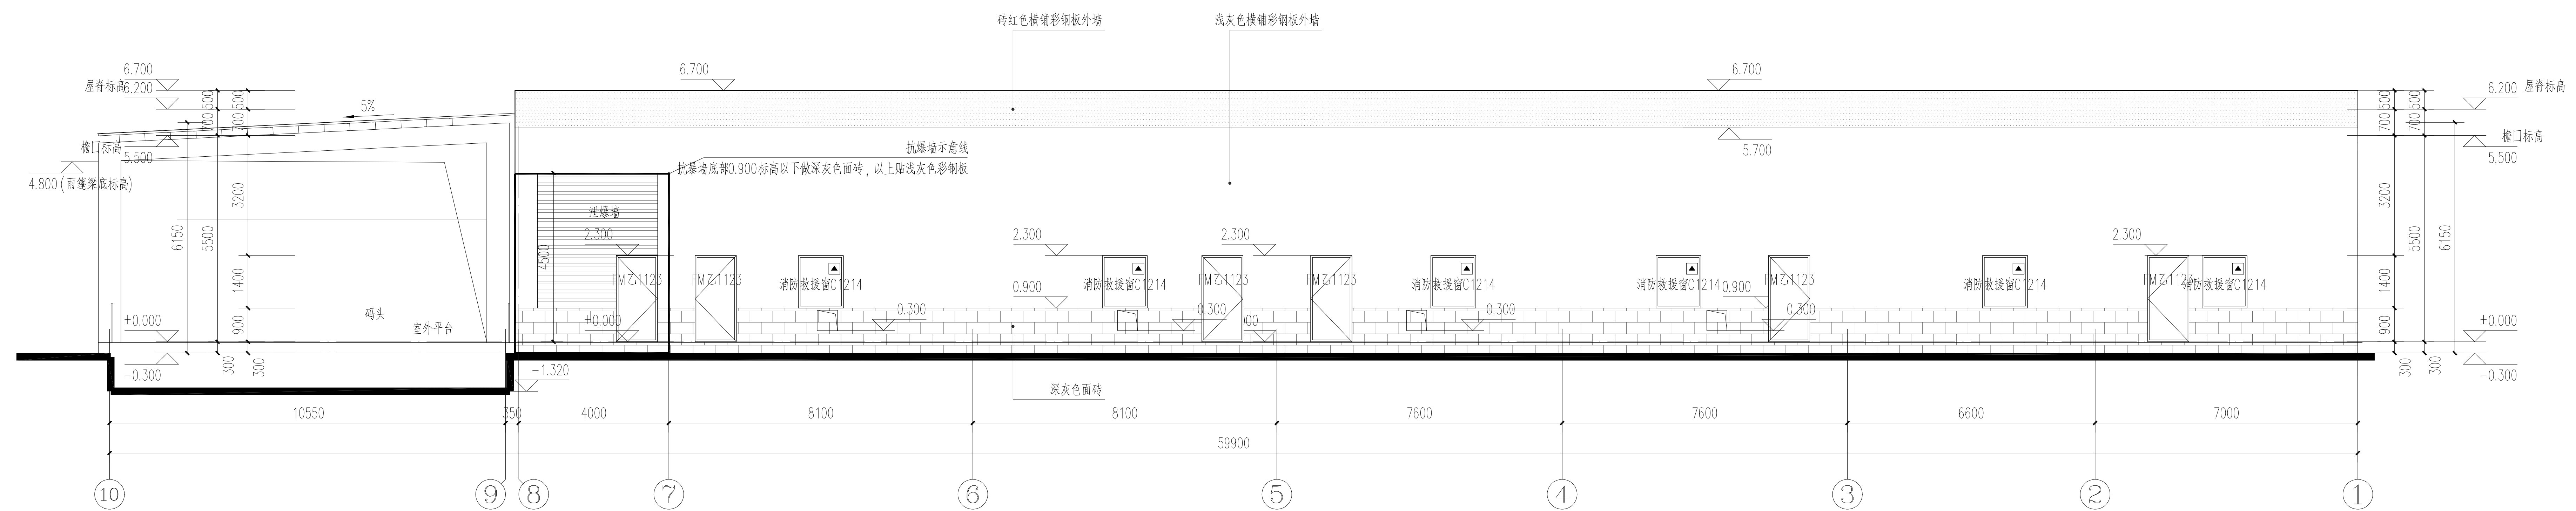 砖红色横铺彩钢板外墙
浅灰色横铺彩钢板外墙
6.700
屋脊标高
6.200
6.700
6.700
6.200
屋脊标高
5%
500
500
700
700
500
500
700
700
檐口标高
5.500
檐口标高
5.500
5.700
4.800(雨篷梁底标高)
抗爆墙示意线
抗暴墙底部0.900标高以下做深灰色面砖，以上贴浅灰色彩钢板
泄爆墙
4500
6150
5500
3200
1400
900
300
300
3200
5500
6150
1400
900
300
300
2.300
2.300
2.300
2.300
FM乙1123
FM乙1123
消防救援窗C1214
消防救援窗C1214
FM乙1123
FM乙1123
消防救援窗C1214
消防救援窗C1214
FM乙1123
消防救援窗C1214
FM乙1123
消防救援窗C1214
0.900
0.900
0.300
0.300
0.300
0.300
±0.000
±0.000
±0.000
码头
室外平台
-0.300
-1.320
-0.300
深灰色面砖
10550
350
4000
8100
8100
7600
7600
6600
7000
59900
10
9
8
7
6
5
4
3
2
1